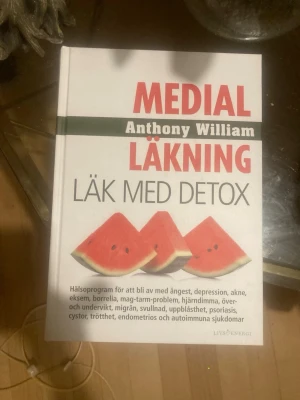 MEDIAL
Anthony William
LÄKNING
LÄK MED DETOX
Hälsoprogram för att bli av med ångest, depression, akne,
eksem, borrelia, mag-tarm-problem, hjärndimma, över-
och undervikt, migrän, svullnad, uppblåsthet, psoriasis,
cystor, trötthet, endometrios och autoimmuna sjukdomar